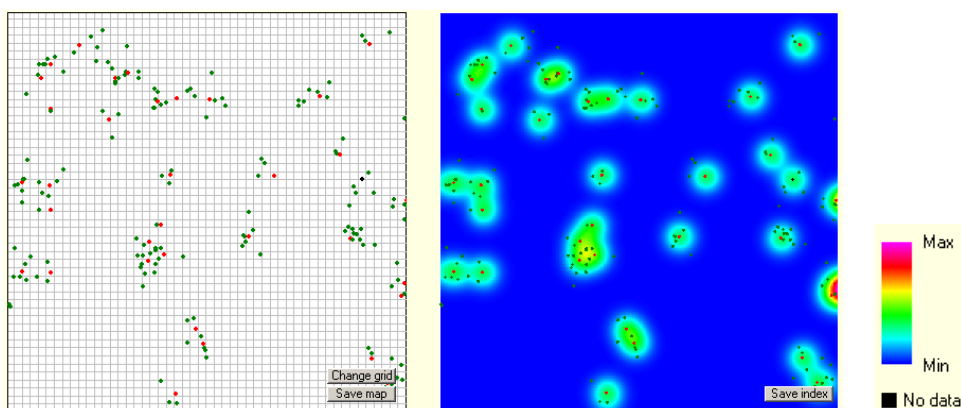 Change grid
Save map
Save index
Max
Min
No data